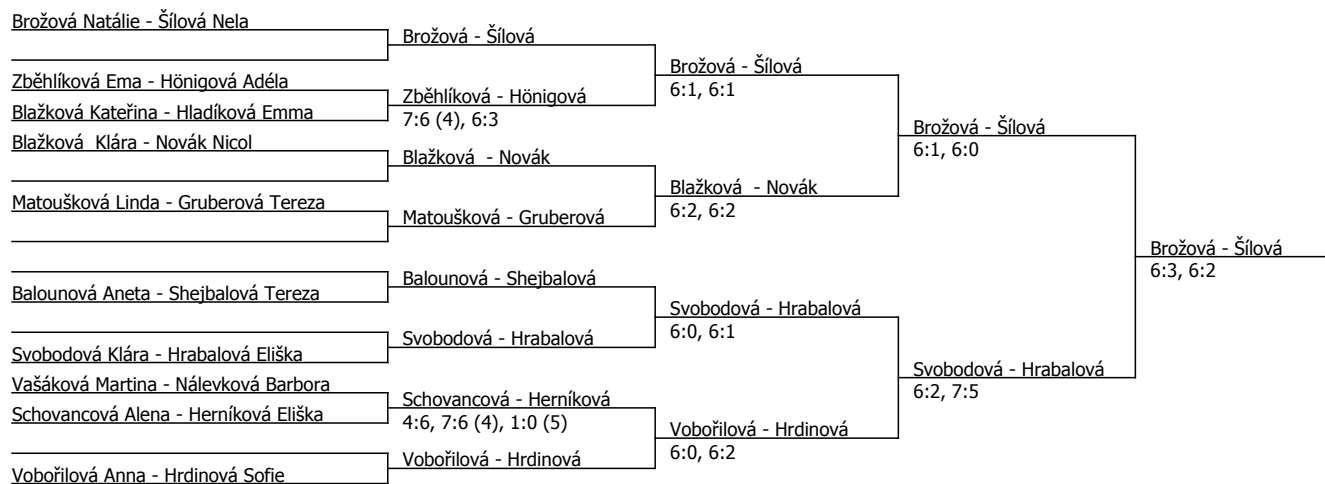 Brožová Natálie - Šílová Nela
Brožová - Šílová
Brožová - Šílová
6:1, 6:1
Zběhlíková Ema - Hönigová Adéla
Zběhlíková - Hönigová
Blažková Kateřina - Hladíková Emma
7:6 (4), 6:3
Brožová - Šílová
6:1, 6:0
Blažková  Klára - Novák Nicol
Blažková  - Novák
Blažková  - Novák
6:2, 6:2
Matoušková Linda - Gruberová Tereza
Matoušková - Gruberová
Brožová - Šílová
6:3, 6:2
Balounová - Shejbalová
Balounová Aneta - Shejbalová Tereza
Svobodová - Hrabalová
6:0, 6:1
Svobodová - Hrabalová
Svobodová Klára - Hrabalová Eliška
Svobodová - Hrabalová
6:2, 7:5
Vašáková Martina - Nálevková Barbora
Schovancová - Herníková
Schovancová Alena - Herníková Eliška
4:6, 7:6 (4), 1:0 (5)
Vobořilová - Hrdinová
6:0, 6:2
Vobořilová - Hrdinová
Vobořilová Anna - Hrdinová Sofie